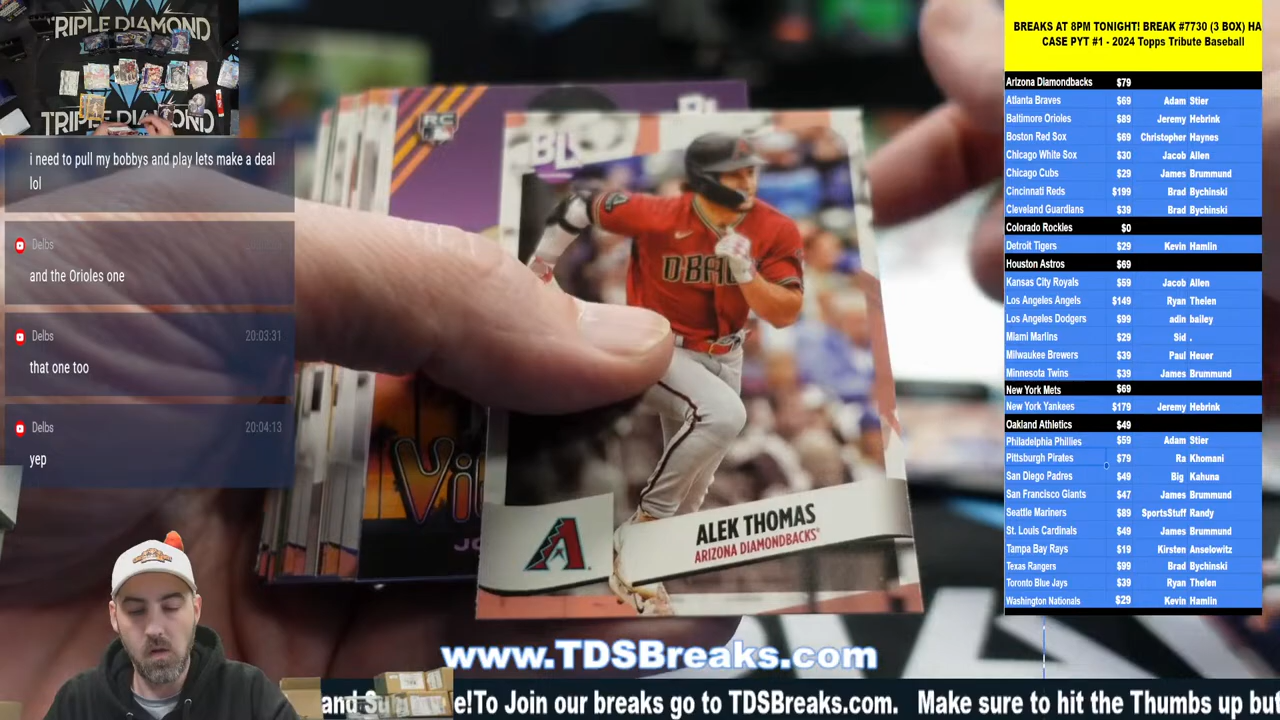 TRIPLE DIAMOND
TRIPLE DIAMOND
i need to pull my bobbys and play lets make a deal
lol
Delbs
and the Orioles one
Delbs 20:03:31
that one too
Delbs 20:04:13
yep
RC
BL
ALEK THOMAS
ARIZONA DIAMONDBACKS
www.TDSBreaks.com
and Su e!To Join our breaks go to TDSBreaks.com. Make sure to hit the Thumbs up but
BREAKS AT 8PM TONIGHT! BREAK #7730 (3 BOX) HA
CASE PYT #1 - 2024 Topps Tribute Baseball
Arizona Diamondbacks $79
Atlanta Braves $69 Adam Stier
Baltimore Orioles $89 Jeremy Hebrink
Boston Red Sox $69 Christopher Haynes
Chicago White Sox $30 Jacob Allen
Chicago Cubs $29 James Brummund
Cincinnati Reds $199 Brad Bychinski
Cleveland Guardians $39 Brad Bychinski
Colorado Rockies $0
Detroit Tigers $29 Kevin Hamlin
Houston Astros $69
Kansas City Royals $59 Jacob Allen
Los Angeles Angels $149 Ryan Thelen
Los Angeles Dodgers $99 adin bailey
Miami Marlins $29 Sid .
Milwaukee Brewers $39 Paul Heuer
Minnesota Twins $39 James Brummund
New York Mets $69
New York Yankees $179 Jeremy Hebrink
Oakland Athletics $49
Philadelphia Phillies $59 Adam Stier
Pittsburgh Pirates $79 Ra Khomani
San Diego Padres $49 Big Kahuna
San Francisco Giants $47 James Brummund
Seattle Mariners $89 SportsStuff Randy
St. Louis Cardinals $49 James Brummund
Tampa Bay Rays $19 Kirsten Anselowitz
Texas Rangers $99 Brad Bychinski
Toronto Blue Jays $39 Ryan Thelen
Washington Nationals $29 Kevin Hamlin